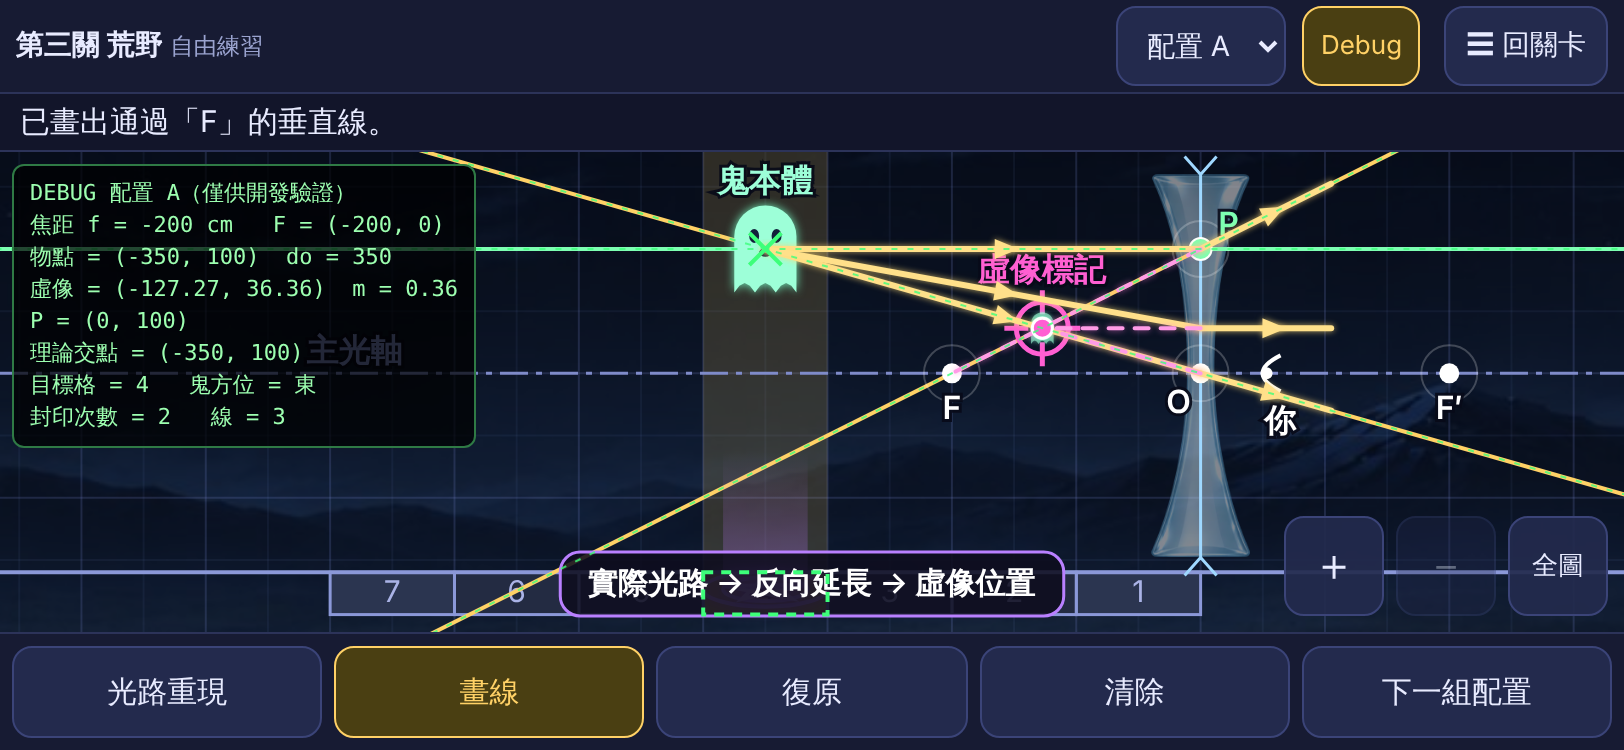 第三關 荒野 自由練習
配置 A
Debug
☰ 回關卡
已畫出通過「F」的垂直線。
DEBUG 配置 A（僅供開發驗證）
焦距 f = -200 cm F = (-200, 0)
物點 = (-350, 100) do = 350
虛像 = (-127.27, 36.36) m = 0.36
P = (0, 100)
理論交點 = (-350, 100)
目標格 = 4 鬼方位 = 東
封印次數 = 2 線 = 3
主光軸
鬼本體
P
虛像標記
F
O
你
F′
7
6
1
實際光路 → 反向延長 → 虛像位置
+
−
全圖
光路重現
畫線
復原
清除
下一組配置